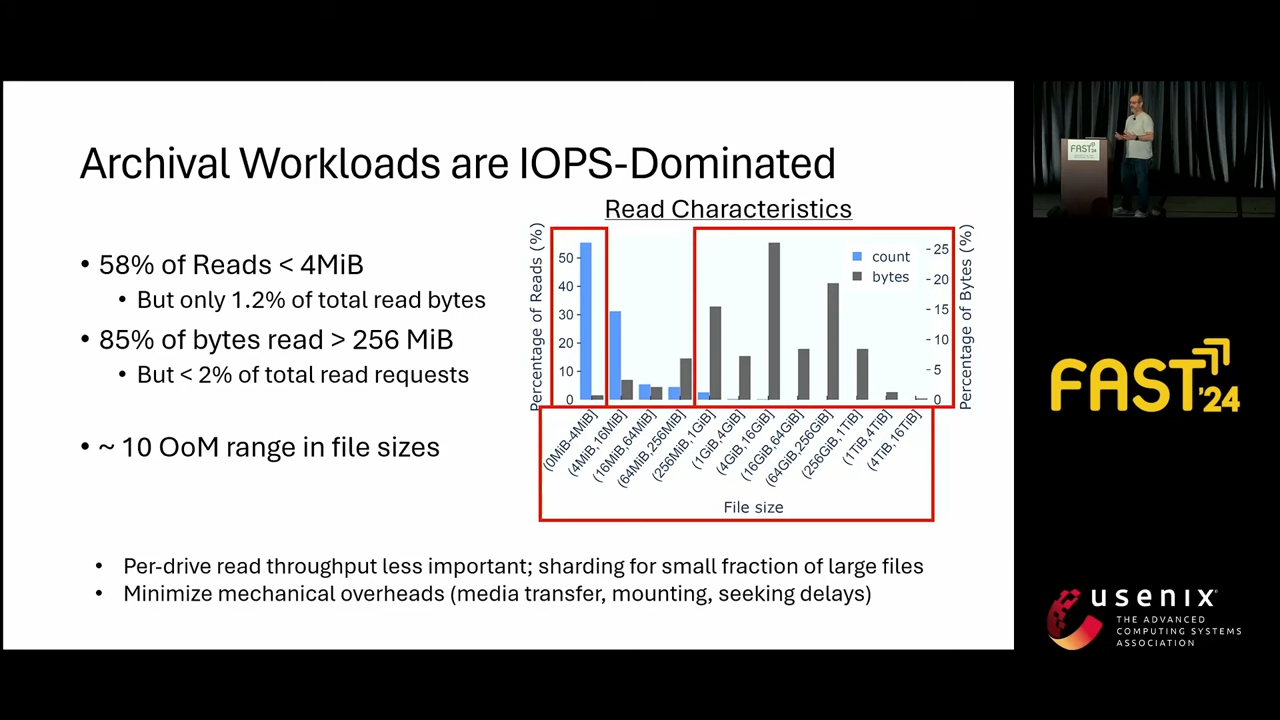 Archival Workloads are IOPS-Dominated
Read Characteristics
• 58% of Reads < 4MiB
• But only 1.2% of total read bytes
• 85% of bytes read > 256 MiB
• But < 2% of total read requests
• ~ 10 OoM range in file sizes
Percentage of Reads (%)
50
40
30
20
10
0
count
bytes
25
20
15
10
5
0
Percentage of Bytes (%)
(0MiB-4MiB]
(4MiB,16MiB]
(16MiB,64MiB]
(64MiB,256MiB]
(256MiB,1GiB]
(1GiB,4GiB]
(4GiB,16GiB]
(16GiB,64GiB]
(64GiB,256GiB]
(256GiB,1TiB]
(1TiB,4TiB]
(4TiB,16TiB]
File size
• Per-drive read throughput less important; sharding for small fraction of large files
• Minimize mechanical overheads (media transfer, mounting, seeking delays)
FAST '24
FAST '24
usenix
THE ADVANCED
COMPUTING SYSTEMS
ASSOCIATION